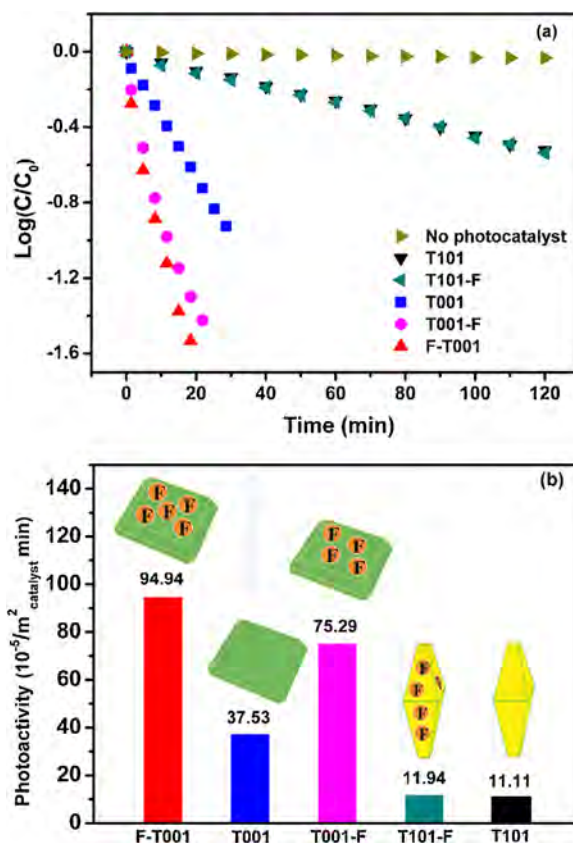 (a)
0.0
-0.4
-0.8
-1.2
-1.6
Log(C/C0)
No photocatalyst
T101
T101-F
T001
T001-F
F-T001
0 20 40 60 80 100 120
Time (min)
(b)
140
120
100
80
60
40
20
0
Photoactivity (10⁻⁵/m²catalyst min)
F F F F F
F F F F
94.94
75.29
37.53
F F F F
11.94
11.11
F-T001 T001 T001-F T101-F T101